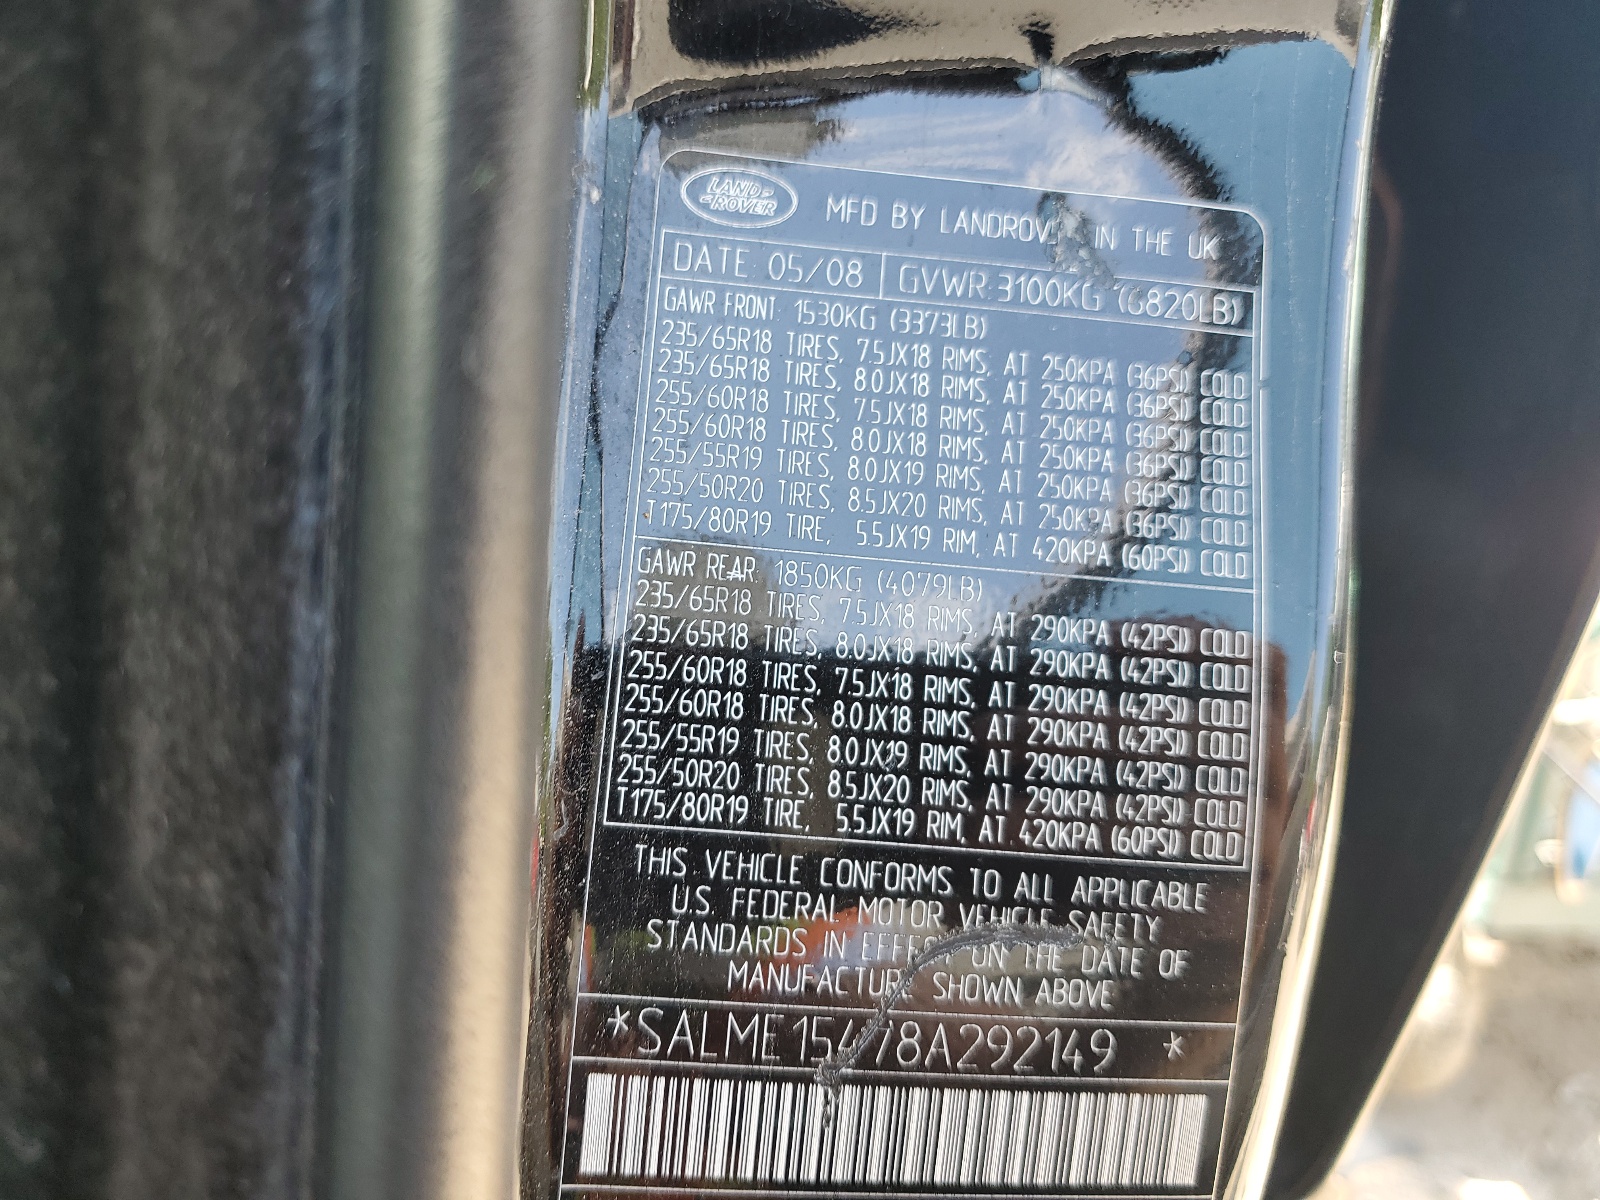 LAND
ROVER
MFD BY LANDROV IN THE UK
DATE: 05/08 GVWR:3100KG (6820LB)
GAWR FRONT: 1530KG (3373LB)
235/65R18 TIRES, 7.5JX18 RIMS, AT 250KPA (36PSI) COLD
235/65R18 TIRES, 8.0JX18 RIMS, AT 250KPA (36PSI) COLD
255/60R18 TIRES, 7.5JX18 RIMS, AT 250KPA (36PSI) COLD
255/60R18 TIRES, 8.0JX18 RIMS, AT 250KPA (36PSI) COLD
255/55R19 TIRES, 8.0JX19 RIMS, AT 250KPA (36PSI) COLD
255/50R20 TIRES, 8.5JX20 RIMS, AT 250KPA (36PSI) COLD
T175/80R19 TIRE, 5.5JX19 RIM, AT 420KPA (60PSI) COLD
GAWR REAR: 1850KG (4079LB)
235/65R18 TIRES, 7.5JX18 RIMS, AT 290KPA (42PSI) COLD
235/65R18 TIRES, 8.0JX18 RIMS, AT 290KPA (42PSI) COLD
255/60R18 TIRES, 7.5JX18 RIMS, AT 290KPA (42PSI) COLD
255/60R18 TIRES, 8.0JX18 RIMS, AT 290KPA (42PSI) COLD
255/55R19 TIRES, 8.0JX19 RIMS, AT 290KPA (42PSI) COLD
255/50R20 TIRES, 8.5JX20 RIMS, AT 290KPA (42PSI) COLD
T175/80R19 TIRE, 5.5JX19 RIM, AT 420KPA (60PSI) COLD
THIS VEHICLE CONFORMS TO ALL APPLICABLE
U.S. FEDERAL MOTOR VEHICLE SAFETY
STANDARDS IN EFFECT ON THE DATE OF
MANUFACTURE SHOWN ABOVE
*SALME15478A292149 *